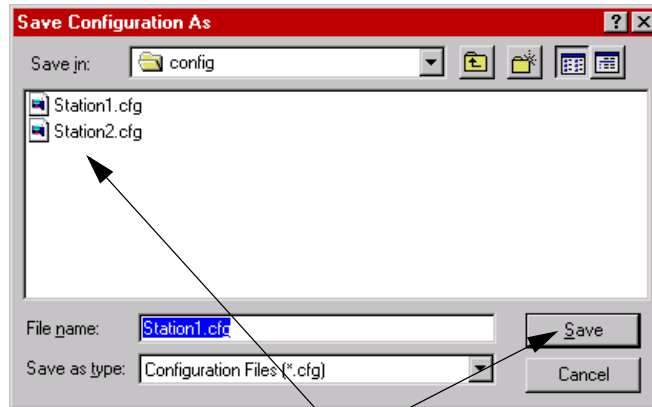 Save Configuration As
Save in: config
Station1.cfg
Station2.cfg
File name: Station1.cfg Save
Save as type: Configuration Files (*.cfg) Cancel